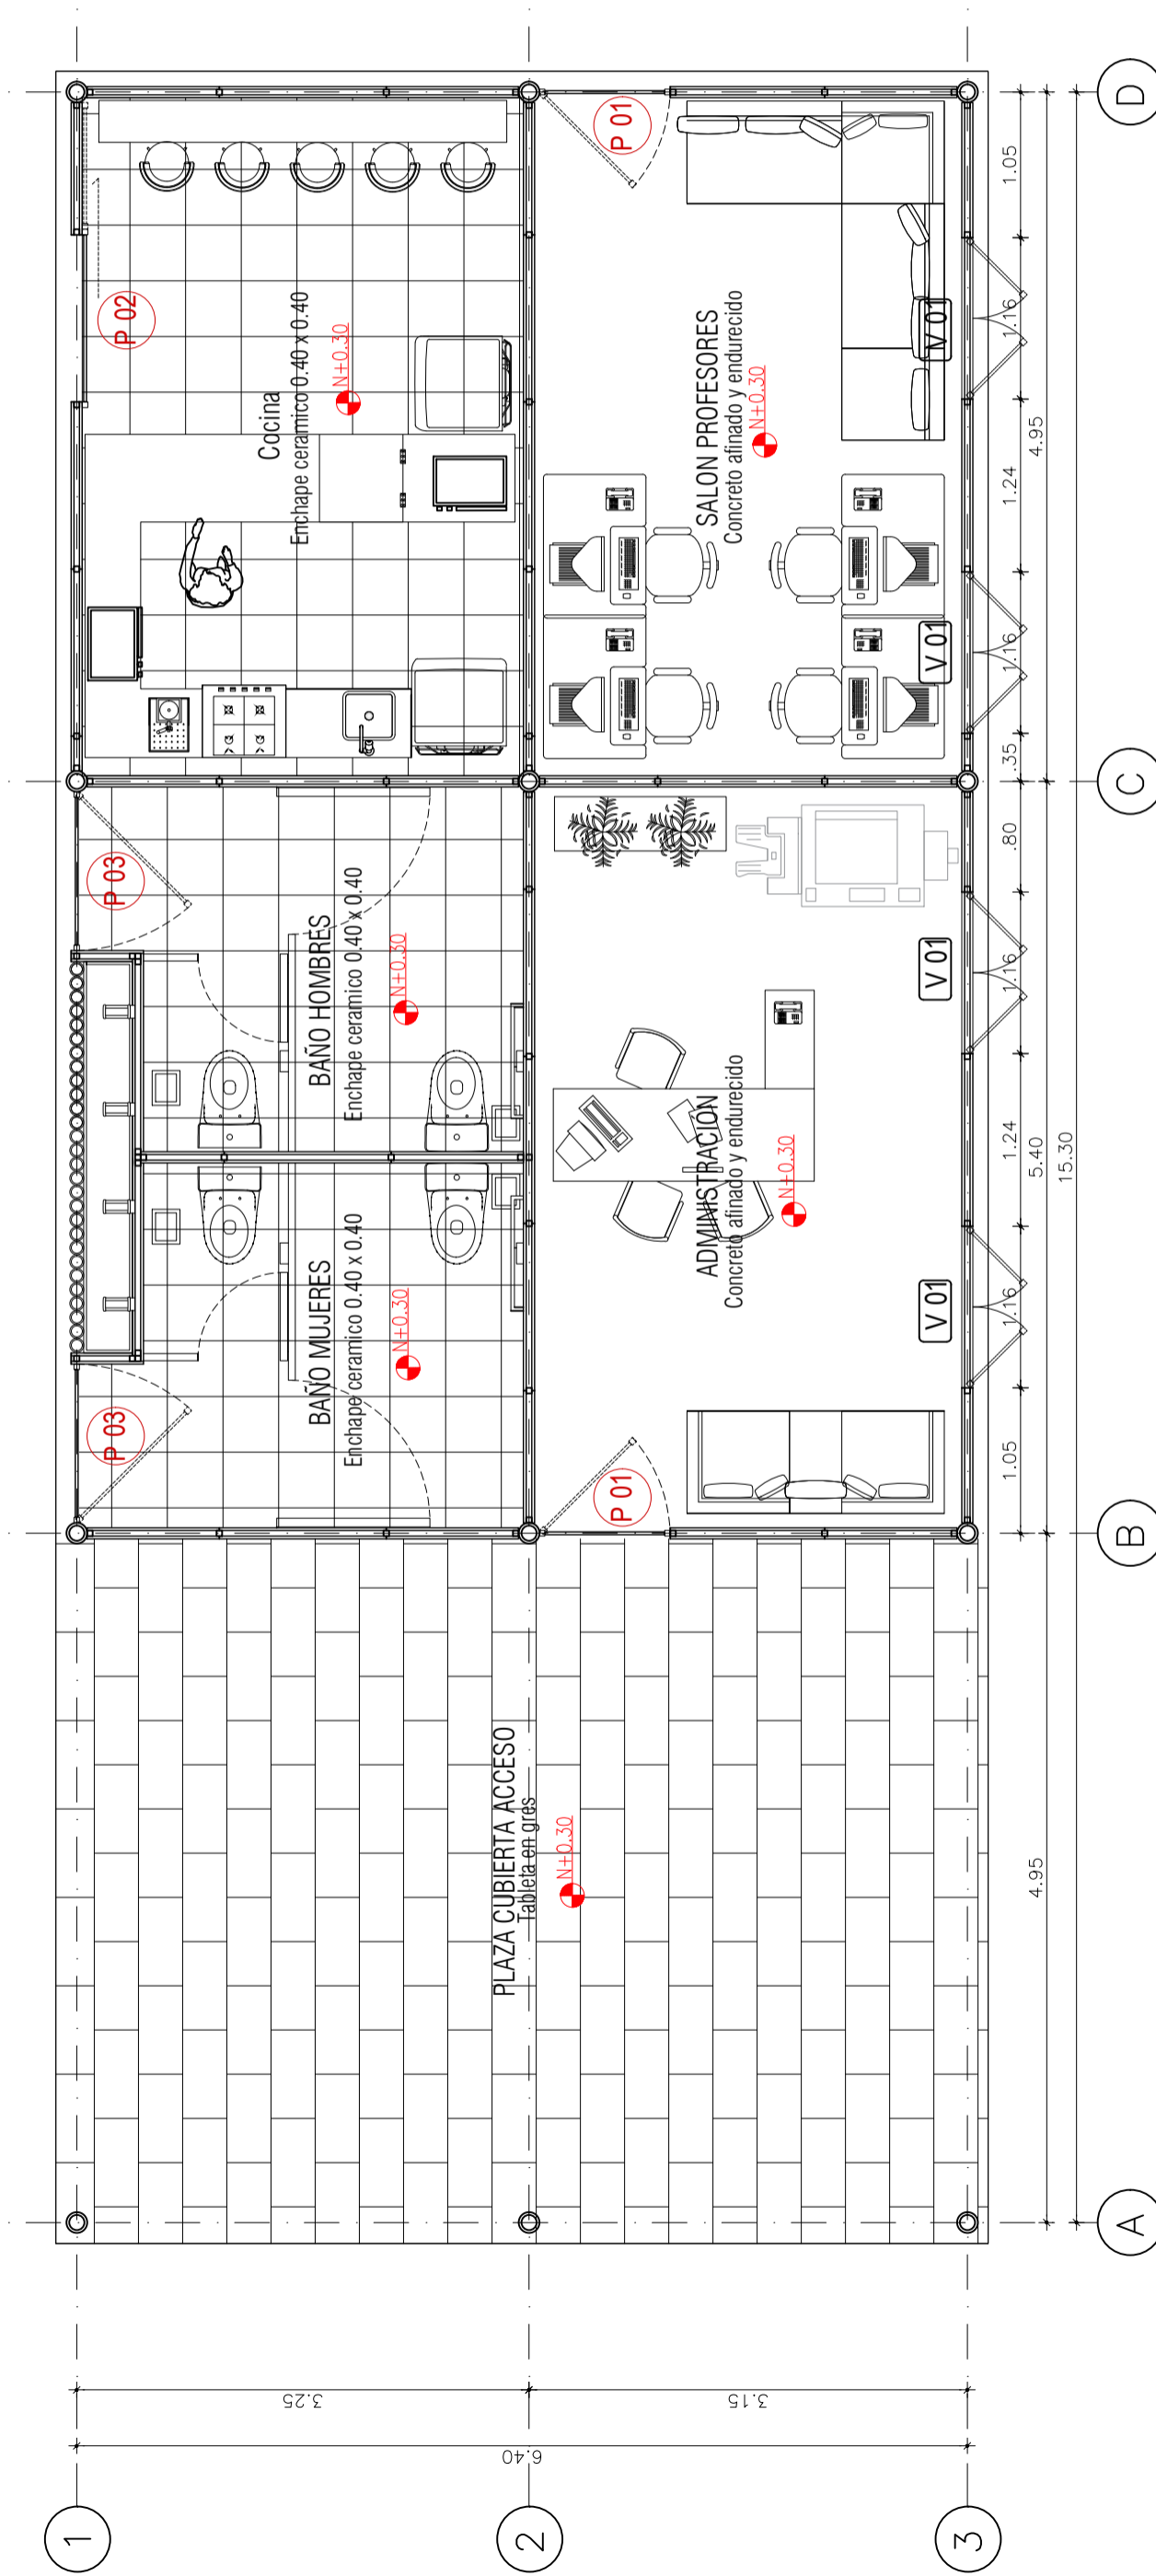 1
2
3
A
B
C
D
3.25
3.15
6.40
PLAZA CUBIERTA ACCESO
Tableta en gres
N+0.30
P 03
BAÑO MUJERES
Enchape ceramico 0.40 x 0.40
N+0.30
P 03
BAÑO HOMBRES
Enchape ceramico 0.40 x 0.40
N+0.30
P 02
Cocina
Enchape ceramico 0.40 x 0.40
N+0.30
P 01
ADMINISTRACION
Concreto afinado y endurecido
N+0.30
V 01
V 01
P 01
SALON PROFESORES
Concreto afinado y endurecido
N+0.30
V 01
V 01
1.05
1.16
1.24
1.16
.80
.35
1.16
1.24
1.16
1.05
4.95
5.40
4.95
15.30